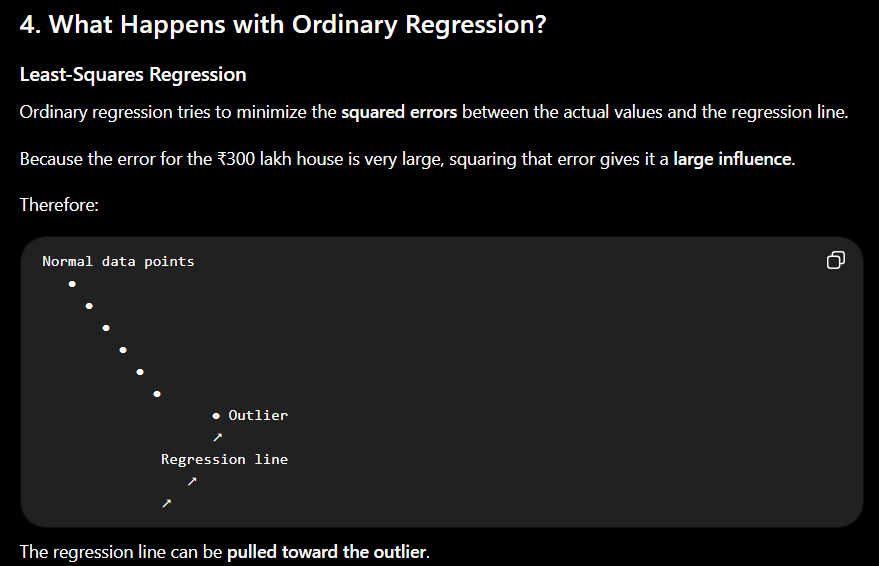 4. What Happens with Ordinary Regression?
Least-Squares Regression
Ordinary regression tries to minimize the squared errors between the actual values and the regression line.
Because the error for the ₹300 lakh house is very large, squaring that error gives it a large influence.
Therefore:
Normal data points
● Outlier
↗
Regression line
↗
↗
The regression line can be pulled toward the outlier.